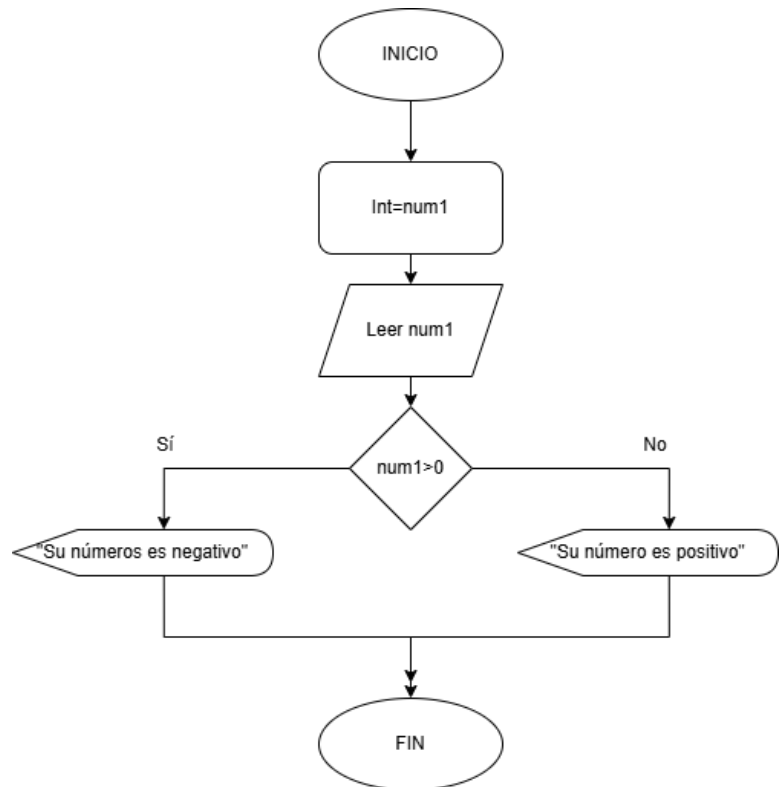 INICIO
Int=num1
Leer num1
Sí
No
num1>0
"Su números es negativo"
"Su número es positivo"
FIN